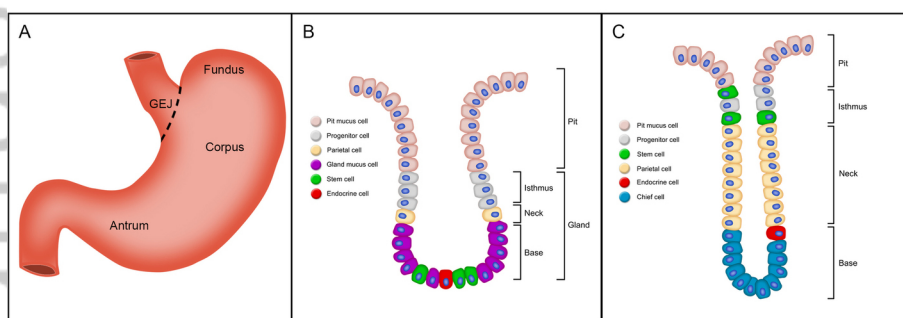 A
Fundus
GEJ
Corpus
Antrum
B
Pit mucus cell
Progenitor cell
Parietal cell
Gland mucus cell
Stem cell
Endocrine cell
Pit
Isthmus
Neck
Gland
Base
C
Pit mucus cell
Progenitor cell
Stem cell
Parietal cell
Endocrine cell
Chief cell
Pit
Isthmus
Neck
Base